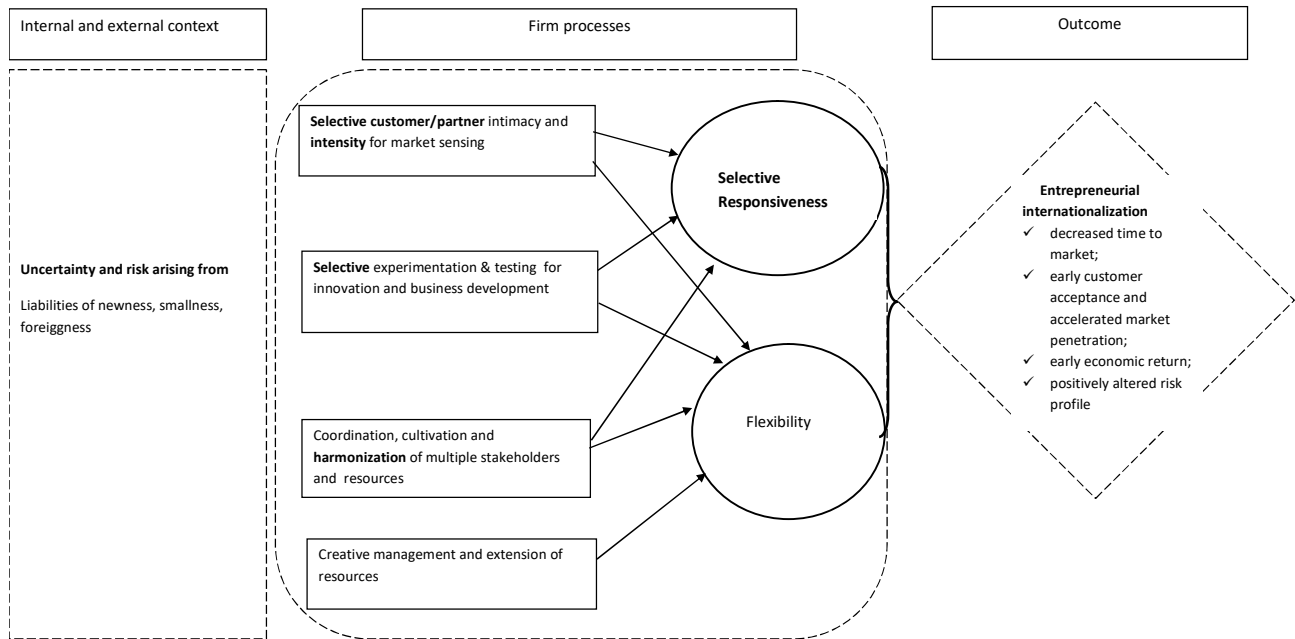 Internal and external context
Firm processes
Outcome
Uncertainty and risk arising from
Liabilities of newness, smallness,
foreiggness
Selective customer/partner intimacy and
intensity for market sensing
Selective experimentation & testing for
innovation and business development
Coordination, cultivation and
harmonization of multiple stakeholders
and resources
Creative management and extension of
resources
Selective
Responsiveness
Flexibility
Entrepreneurial
internationalization
✓ decreased time to
market;
✓ early customer
acceptance and
accelerated market
penetration;
✓ early economic return;
✓ positively altered risk
profile